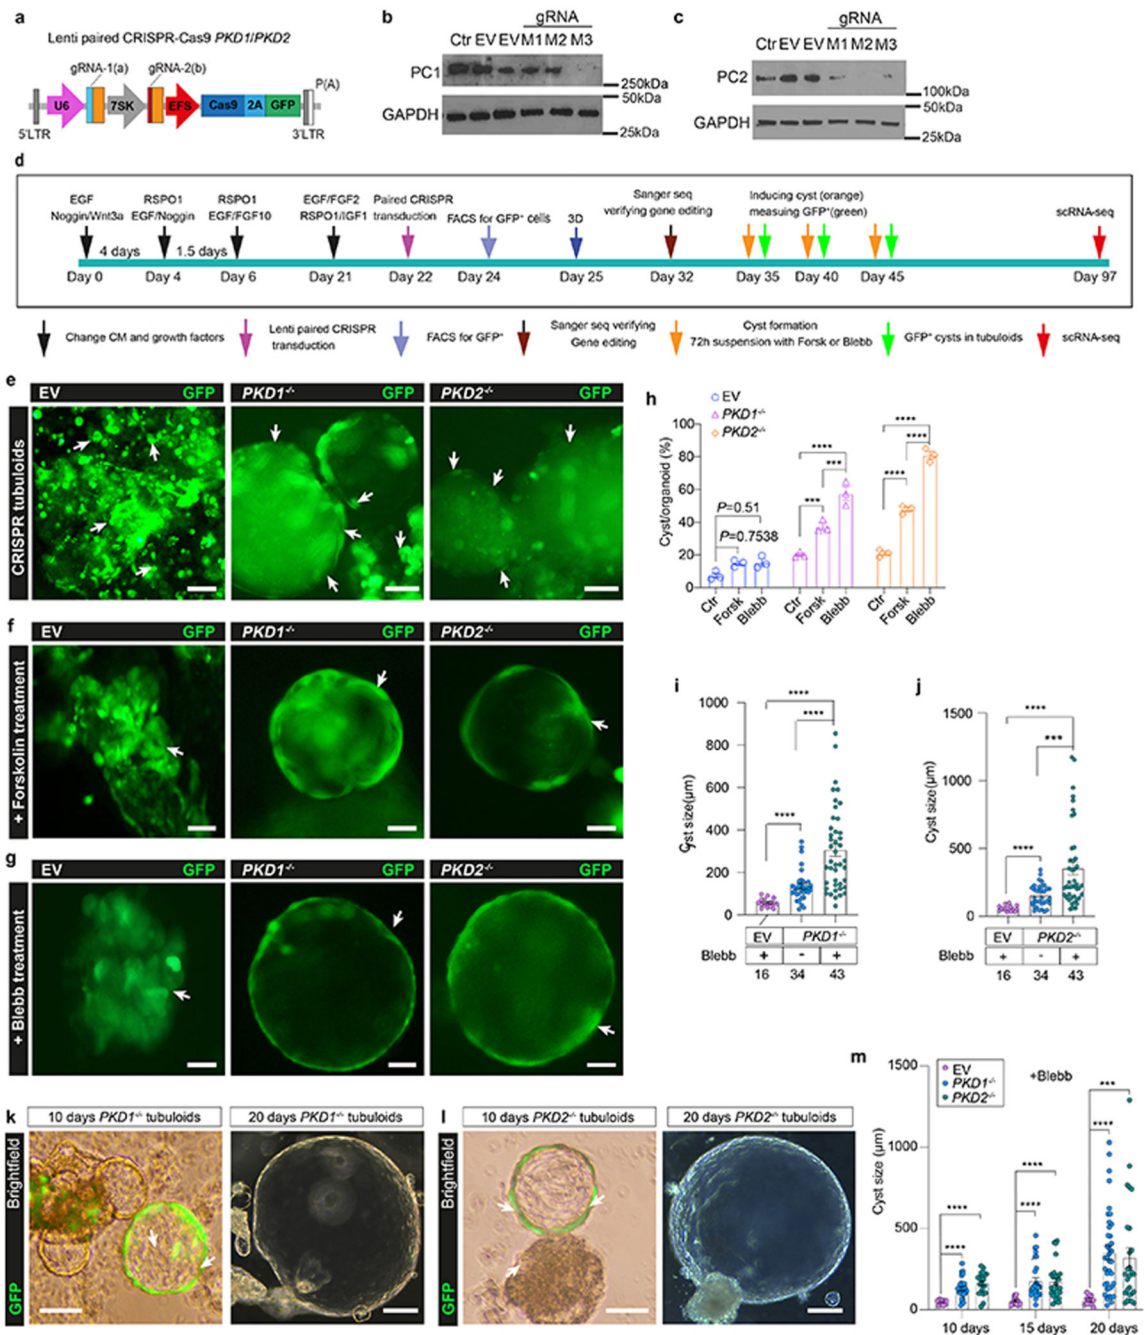 a
Lenti paired CRISPR-Cas9 PKD1/PKD2
gRNA-1(a) gRNA-2(b) P(A)
U6 7SK EFS Cas9 2A GFP
5'LTR 3'LTR
b
gRNA
Ctr EV EV M1 M2 M3
PC1
250kDa
50kDa
GAPDH
25kDa
c
gRNA
Ctr EV EV M1 M2 M3
PC2
100kDa
50kDa
GAPDH
25kDa
d
EGF
Noggin/Wnt3a
RSPO1
EGF/Noggin
RSPO1
EGF/FGF10
EGF/FGF2
RSPO1/IGF1
Paired CRISPR
transduction
FACS for GFP⁺ cells
3D
Sanger seq
verifying gene editing
Inducing cyst (orange)
measuing GFP⁺(green)
scRNA-seq
4 days 1.5 days
Day 0 Day 4 Day 6 Day 21 Day 22 Day 24 Day 25 Day 32 Day 35 Day 40 Day 45 Day 97
Change CM and growth factors
Lenti paired CRISPR
transduction
FACS for GFP⁺
Sanger seq verifying
Gene editing
Cyst formation
72h suspension with Forsk or Blebb
GFP⁺ cysts in tubuloids
scRNA-seq
e
EV GFP PKD1⁻/⁻ GFP PKD2⁻/⁻ GFP
CRISPR tubuloids
f
EV GFP PKD1⁻/⁻ GFP PKD2⁻/⁻ GFP
+ Forskolin treatment
g
EV GFP PKD1⁻/⁻ GFP PKD2⁻/⁻ GFP
+ Blebb treatment
h
EV
PKD1⁻/⁻
PKD2⁻/⁻
Cyst/organoid (%)
100
80
60
40
20
0
P=0.51
P=0.7538
**** *** ***
**** **** ****
Ctr Forsk Blebb Ctr Forsk Blebb Ctr Forsk Blebb
i
Cyst size(µm)
1000
800
600
400
200
0
****
****
****
EV PKD1⁻/⁻
Blebb + - +
16 34 43
j
Cyst size(µm)
1500
1000
500
0
****
***
****
EV PKD2⁻/⁻
Blebb + - +
16 34 43
k
10 days PKD1⁻/⁻ tubuloids 20 days PKD1⁻/⁻ tubuloids
GFP Brightfield
l
10 days PKD2⁻/⁻ tubuloids 20 days PKD2⁻/⁻ tubuloids
GFP Brightfield
m
EV
PKD1⁻/⁻
PKD2⁻/⁻
+Blebb
Cyst size (µm)
1500
1000
500
0
**** ****
**** ****
*** ****
10 days 15 days 20 days